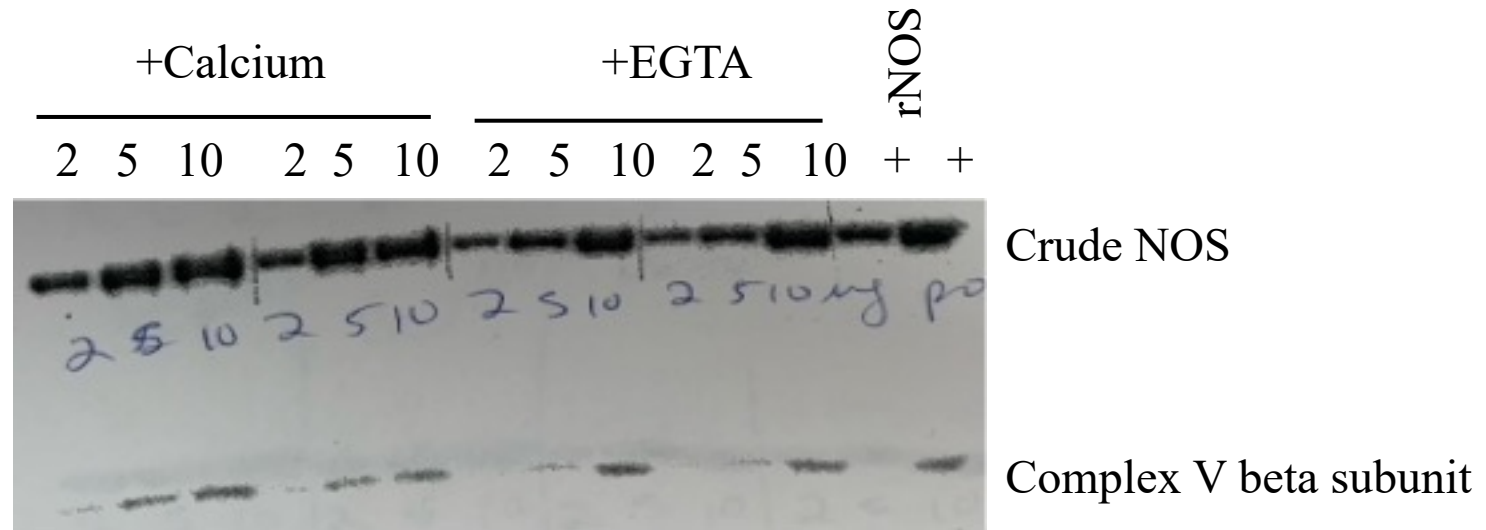 +Calcium +EGTA rNOS
2 5 10 2 5 10 2 5 10 2 5 10 + +
Crude NOS
2 5 10 2 5 10 2 5 10 2 5 10 ug po
Complex V beta subunit